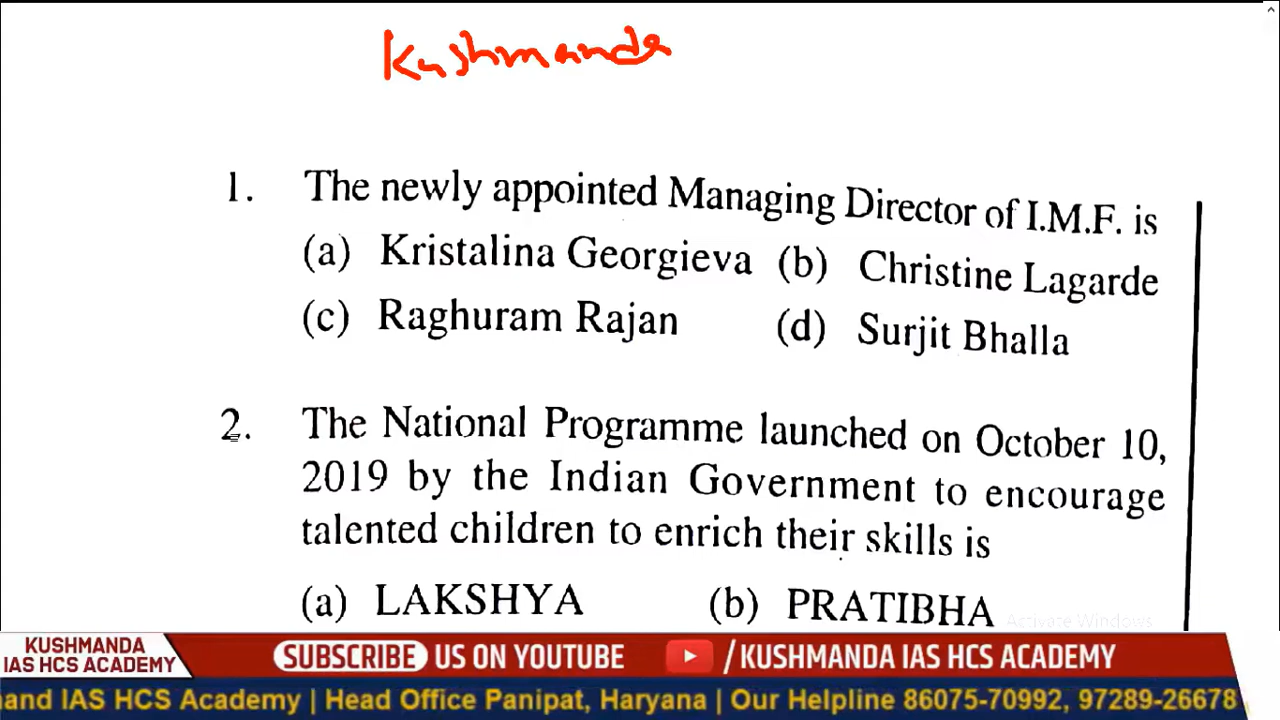 Kushmanda
1. The newly appointed Managing Director of I.M.F. is
(a) Kristalina Georgieva (b) Christine Lagarde
(c) Raghuram Rajan (d) Surjit Bhalla
2. The National Programme launched on October 10,
2019 by the Indian Government to encourage
talented children to enrich their skills is
(a) LAKSHYA (b) PRATIBHA
Activate Windows
KUSHMANDA
IAS HCS ACADEMY
SUBSCRIBE US ON YOUTUBE /KUSHMANDA IAS HCS ACADEMY
and IAS HCS Academy | Head Office Panipat, Haryana | Our Helpline 86075-70992, 97289-26678,